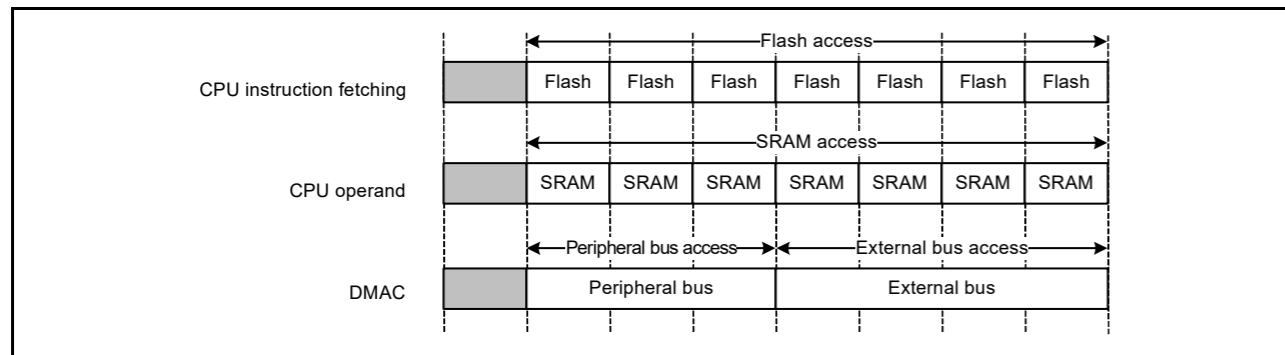 Flash access
CPU instruction fetching Flash Flash Flash Flash Flash Flash Flash
SRAM access
CPU operand SRAM SRAM SRAM SRAM SRAM SRAM SRAM
Peripheral bus access External bus access
DMAC Peripheral bus External bus